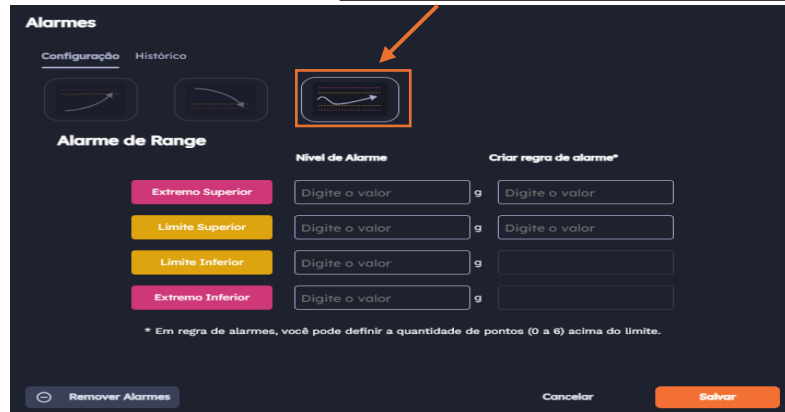 Alarmes
Configuração Histórico
Alarme de Range
Nível de Alarme Criar regra de alarme*
Extremo Superior Digite o valor g Digite o valor
Limite Superior Digite o valor g Digite o valor
Limite Inferior Digite o valor g
Extremo Inferior Digite o valor g
* Em regra de alarmes, você pode definir a quantidade de pontos (0 a 6) acima do limite.
Remover Alarmes Cancelar Salvar